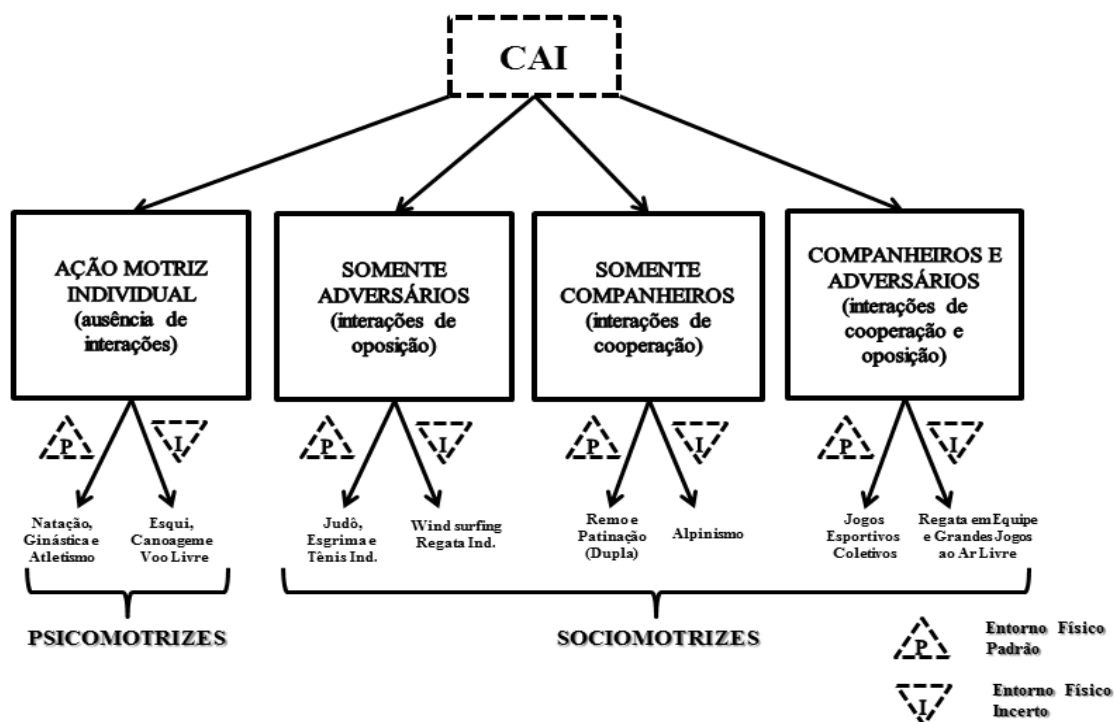 CAI
AÇÃO MOTRIZ
INDIVIDUAL
(ausência de
interações)
SOMENTE
ADVERSÁRIOS
(interações de
oposição)
SOMENTE
COMPANHEIROS
(interações de
cooperação)
COMPANHEIROS E
ADVERSÁRIOS
(interações de
cooperação e
oposição)
P
I
P
I
P
I
P
I
Natação,
Ginástica e
Atletismo
Esqui,
Canoagem e
Voo Livre
Judô,
Esgrima e
Tênis Ind.
Wind surfing
Regata Ind.
Remo e
Patinação
(Dupla)
Alpinismo
Jogos
Esportivos
Coletivos
Regata em Equipe
e Grandes Jogos
ao Ar Livre
PSICOMOTRIZES
SOCIOMOTRIZES
P
Entorno Físico
Padrão
I
Entorno Físico
Incerto